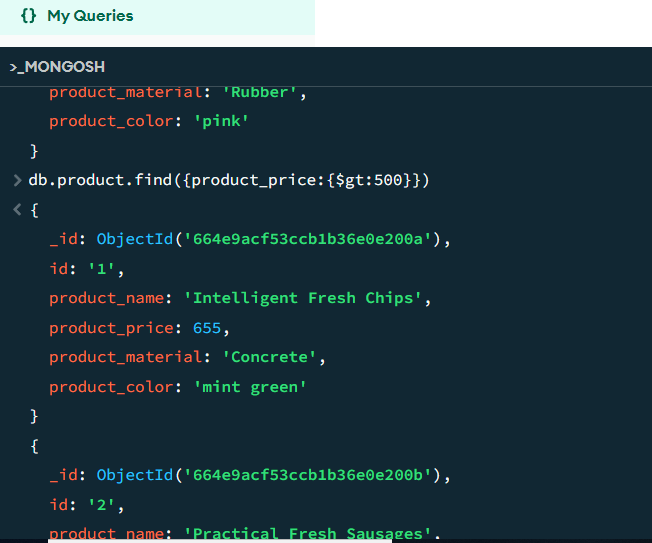 {} My Queries
>_MONGOSH
product_material: 'Rubber',
product_color: 'pink'
}
> db.product.find({product_price:{$gt:500}})
< {
_id: ObjectId('664e9acf53ccb1b36e0e200a'),
id: '1',
product_name: 'Intelligent Fresh Chips',
product_price: 655,
product_material: 'Concrete',
product_color: 'mint green'
}
{
_id: ObjectId('664e9acf53ccb1b36e0e200b'),
id: '2',
product_name: 'Practical Fresh Sausages',